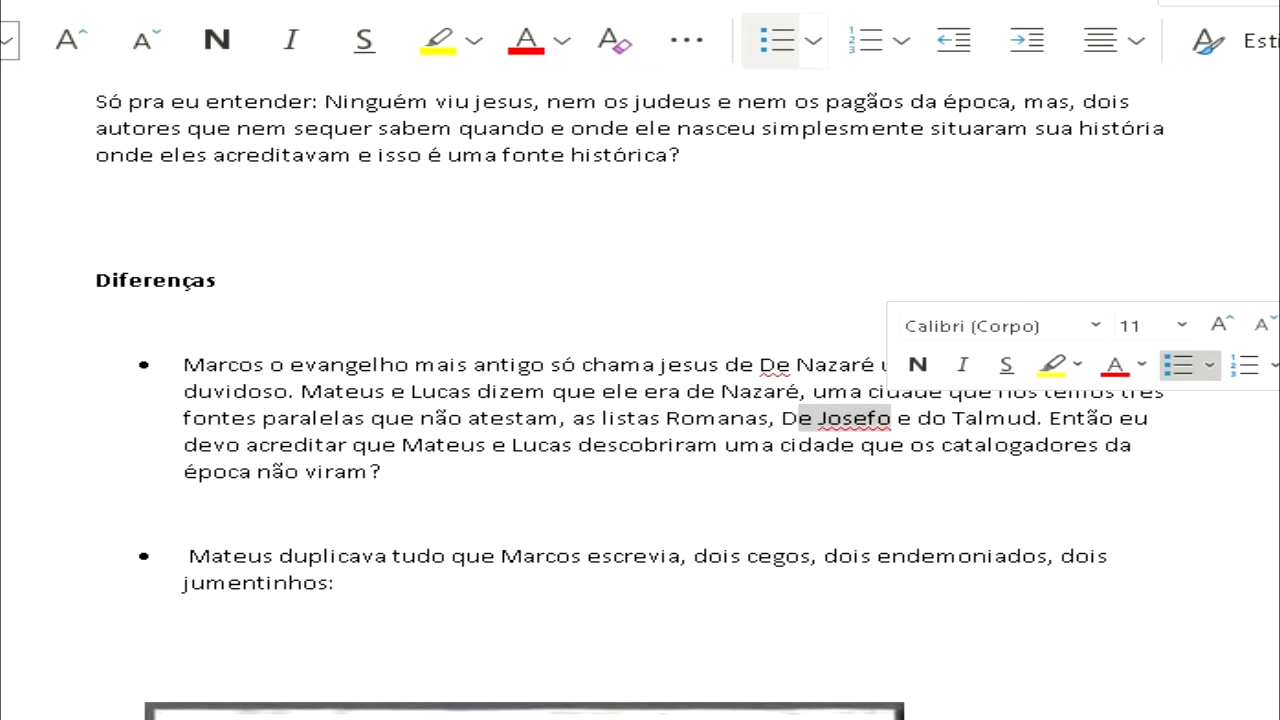 N I S A ... Esti
Só pra eu entender: Ninguém viu jesus, nem os judeus e nem os pagãos da época, mas, dois
autores que nem sequer sabem quando e onde ele nasceu simplesmente situaram sua história
onde eles acreditavam e isso é uma fonte histórica?
Diferenças
Calibri (Corpo) 11
N I S A
Marcos o evangelho mais antigo só chama jesus de De Nazaré
duvidoso. Mateus e Lucas dizem que ele era de Nazaré, uma cidade que nós temos três
fontes paralelas que não atestam, as listas Romanas, De Josefo e do Talmud. Então eu
devo acreditar que Mateus e Lucas descobriram uma cidade que os catalogadores da
época não viram?
Mateus duplicava tudo que Marcos escrevia, dois cegos, dois endemoniados, dois
jumentinhos: